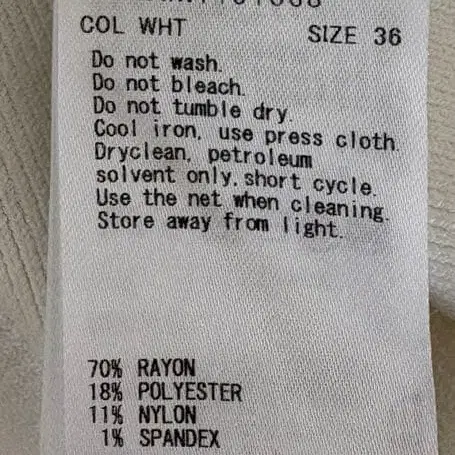 COL WHT SIZE 36
Do not wash.
Do not bleach.
Do not tumble dry.
Cool iron, use press cloth.
Dryclean, petroleum
solvent only, short cycle.
Use the net when cleaning.
Store away from light.
70% RAYON
18% POLYESTER
11% NYLON
1% SPANDEX